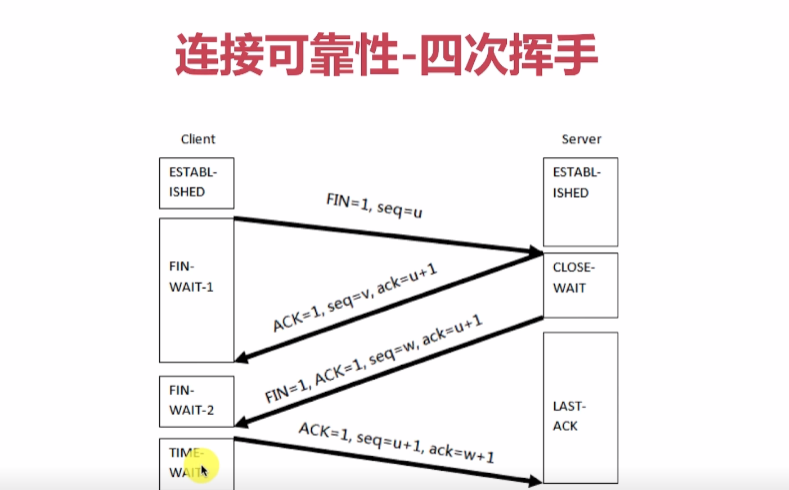 连接可靠性-四次挥手
Client
Server
ESTABL-
ISHED
ESTABL-
ISHED
FIN=1, seq=u
FIN-
WAIT-1
CLOSE-
WAIT
ACK=1, seq=v, ack=u+1
FIN=1, ACK=1, seq=w, ack=u+1
FIN-
WAIT-2
LAST-
ACK
ACK=1, seq=u+1, ack=w+1
TIME-
WAIT